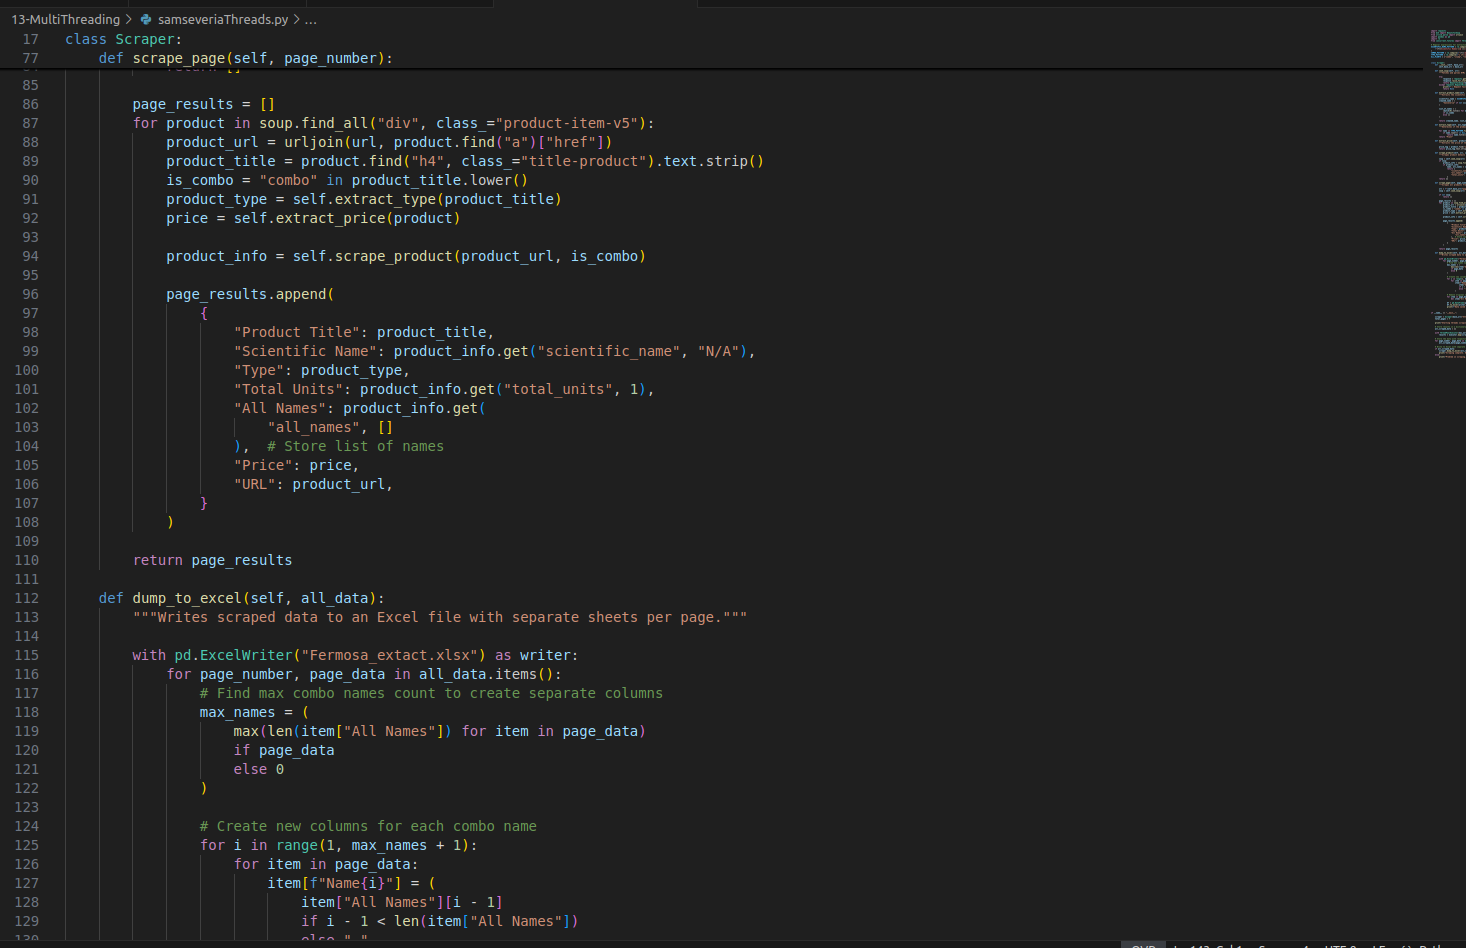 13-MultiThreading > samseveriaThreads.py > ...
17 class Scraper:
77 def scrape_page(self, page_number):
85
86 page_results = []
87 for product in soup.find_all("div", class_="product-item-v5"):
88 product_url = urljoin(url, product.find("a")["href"])
89 product_title = product.find("h4", class_="title-product").text.strip()
90 is_combo = "combo" in product_title.lower()
91 product_type = self.extract_type(product_title)
92 price = self.extract_price(product)
93
94 product_info = self.scrape_product(product_url, is_combo)
95
96 page_results.append(
97 {
98 "Product Title": product_title,
99 "Scientific Name": product_info.get("scientific_name", "N/A"),
100 "Type": product_type,
101 "Total Units": product_info.get("total_units", 1),
102 "All Names": product_info.get(
103 "all_names", []
104 ), # Store list of names
105 "Price": price,
106 "URL": product_url,
107 }
108 )
109
110 return page_results
111
112 def dump_to_excel(self, all_data):
113 """Writes scraped data to an Excel file with separate sheets per page."""
114
115 with pd.ExcelWriter("Fermosa_extact.xlsx") as writer:
116 for page_number, page_data in all_data.items():
117 # Find max combo names count to create separate columns
118 max_names = (
119 max(len(item["All Names"]) for item in page_data)
120 if page_data
121 else 0
122 )
123
124 # Create new columns for each combo name
125 for i in range(1, max_names + 1):
126 for item in page_data:
127 item[f"Name{i}"] = (
128 item["All Names"][i - 1]
129 if i - 1 < len(item["All Names"])